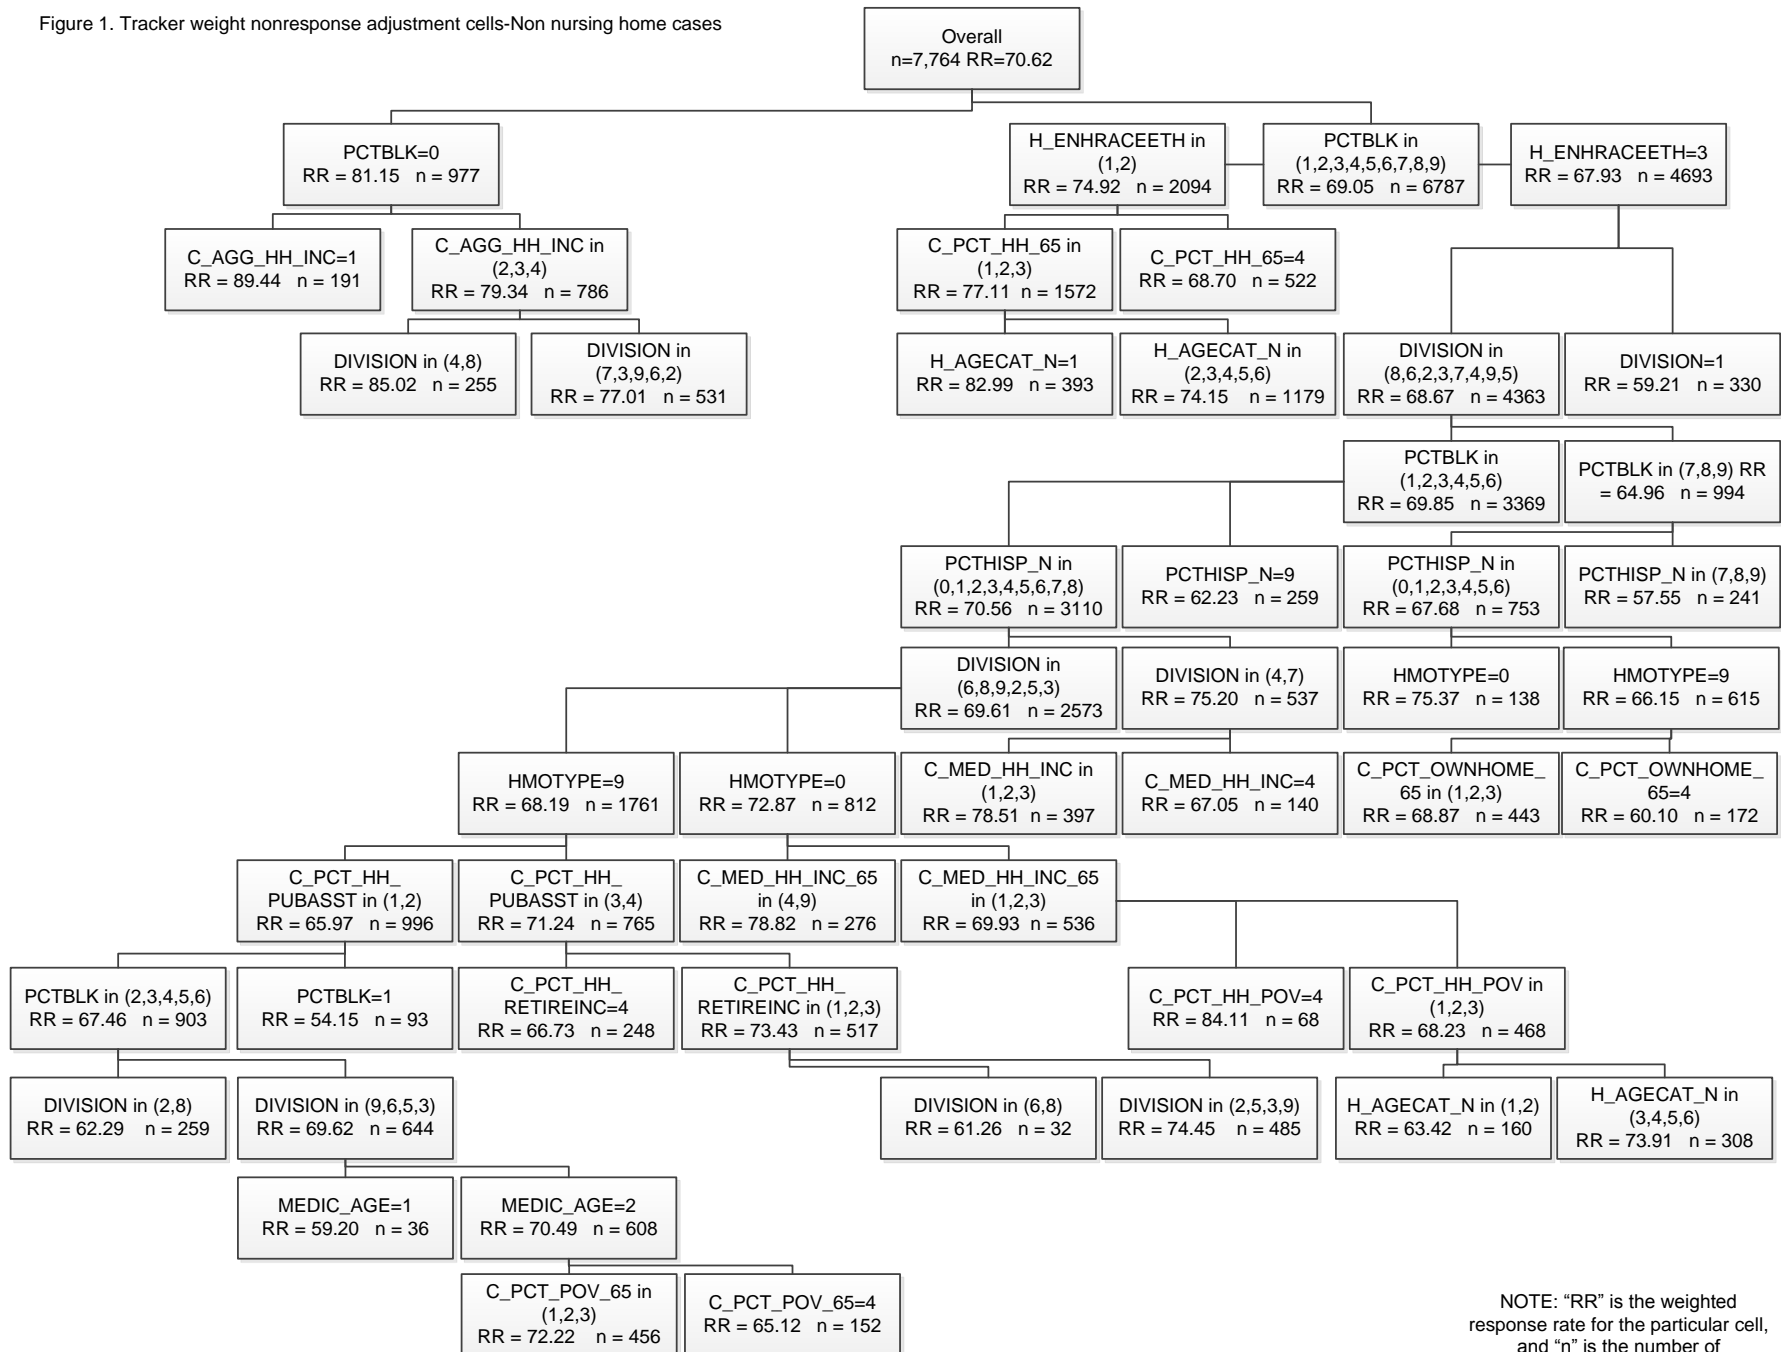 Figure 1. Tracker weight nonresponse adjustment cells-Non nursing home cases
Overall
n=7,764 RR=70.62
PCTBLK=0
RR = 81.15 n = 977
H_ENHRACEETH in
(1,2)
RR = 74.92 n = 2094
PCTBLK in
(1,2,3,4,5,6,7,8,9)
RR = 69.05 n = 6787
H_ENHRACEETH=3
RR = 67.93 n = 4693
C_AGG_HH_INC=1
RR = 89.44 n = 191
C_AGG_HH_INC in
(2,3,4)
RR = 79.34 n = 786
C_PCT_HH_65 in
(1,2,3)
RR = 77.11 n = 1572
C_PCT_HH_65=4
RR = 68.70 n = 522
DIVISION in (4,8)
RR = 85.02 n = 255
DIVISION in
(7,3,9,6,2)
RR = 77.01 n = 531
H_AGECAT_N=1
RR = 82.99 n = 393
H_AGECAT_N in
(2,3,4,5,6)
RR = 74.15 n = 1179
DIVISION in
(8,6,2,3,7,4,9,5)
RR = 68.67 n = 4363
DIVISION=1
RR = 59.21 n = 330
PCTBLK in
(1,2,3,4,5,6)
RR = 69.85 n = 3369
PCTBLK in (7,8,9) RR
= 64.96 n = 994
PCTHISP_N in
(0,1,2,3,4,5,6,7,8)
RR = 70.56 n = 3110
PCTHISP_N=9
RR = 62.23 n = 259
PCTHISP_N in
(0,1,2,3,4,5,6)
RR = 67.68 n = 753
PCTHISP_N in (7,8,9)
RR = 57.55 n = 241
DIVISION in
(6,8,9,2,5,3)
RR = 69.61 n = 2573
DIVISION in (4,7)
RR = 75.20 n = 537
HMOTYPE=0
RR = 75.37 n = 138
HMOTYPE=9
RR = 66.15 n = 615
HMOTYPE=9
RR = 68.19 n = 1761
HMOTYPE=0
RR = 72.87 n = 812
C_MED_HH_INC in
(1,2,3)
RR = 78.51 n = 397
C_MED_HH_INC=4
RR = 67.05 n = 140
C_PCT_OWNHOME_
65 in (1,2,3)
RR = 68.87 n = 443
C_PCT_OWNHOME_
65=4
RR = 60.10 n = 172
C_PCT_HH_
PUBASST in (1,2)
RR = 65.97 n = 996
C_PCT_HH_
PUBASST in (3,4)
RR = 71.24 n = 765
C_MED_HH_INC_65
in (4,9)
RR = 78.82 n = 276
C_MED_HH_INC_65
in (1,2,3)
RR = 69.93 n = 536
PCTBLK in (2,3,4,5,6)
RR = 67.46 n = 903
PCTBLK=1
RR = 54.15 n = 93
C_PCT_HH_
RETIREINC=4
RR = 66.73 n = 248
C_PCT_HH_
RETIREINC in (1,2,3)
RR = 73.43 n = 517
C_PCT_HH_POV=4
RR = 84.11 n = 68
C_PCT_HH_POV in
(1,2,3)
RR = 68.23 n = 468
DIVISION in (2,8)
RR = 62.29 n = 259
DIVISION in (9,6,5,3)
RR = 69.62 n = 644
DIVISION in (6,8)
RR = 61.26 n = 32
DIVISION in (2,5,3,9)
RR = 74.45 n = 485
H_AGECAT_N in (1,2)
RR = 63.42 n = 160
H_AGECAT_N in
(3,4,5,6)
RR = 73.91 n = 308
MEDIC_AGE=1
RR = 59.20 n = 36
MEDIC_AGE=2
RR = 70.49 n = 608
C_PCT_POV_65 in
(1,2,3)
RR = 72.22 n = 456
C_PCT_POV_65=4
RR = 65.12 n = 152
NOTE: “RR” is the weighted
response rate for the particular cell,
and “n” is the number of